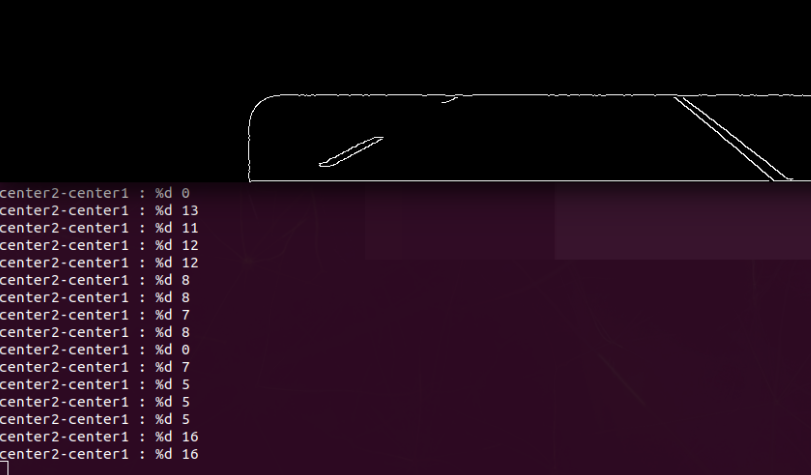 center2-center1 : %d 0
center2-center1 : %d 13
center2-center1 : %d 11
center2-center1 : %d 12
center2-center1 : %d 12
center2-center1 : %d 8
center2-center1 : %d 8
center2-center1 : %d 7
center2-center1 : %d 8
center2-center1 : %d 0
center2-center1 : %d 7
center2-center1 : %d 5
center2-center1 : %d 5
center2-center1 : %d 5
center2-center1 : %d 16
center2-center1 : %d 16